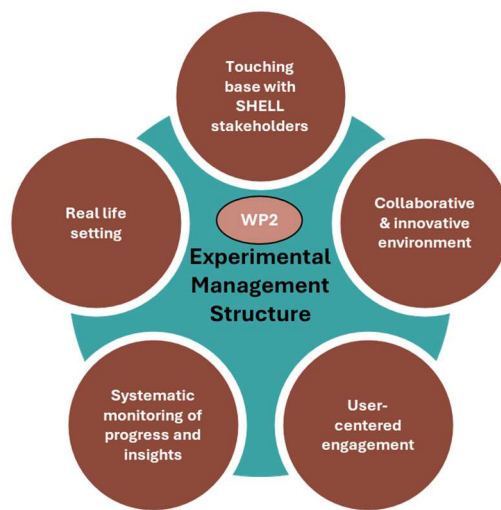 Touching
base with
SHELL
stakeholders
Real life
setting
WP2
Collaborative
& innovative
environment
Experimental
Management
Structure
Systematic
monitoring of
progress and
insights
User-
centered
engagement